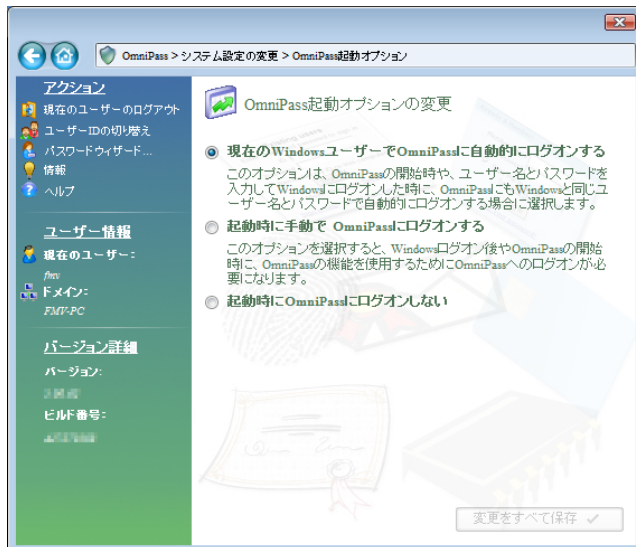 OmniPass > システム設定の変更 > OmniPass起動オプション
アクション
現在のユーザーのログアウト
ユーザーIDの切り替え
パスワードウィザード...
情報
ヘルプ
ユーザー情報
現在のユーザー:
fmv
ドメイン:
FMV-PC
バージョン詳細
バージョン:
ビルド番号:
OmniPass起動オプションの変更
現在のWindowsユーザーでOmniPassに自動的にログオンする
このオプションは、OmniPassの開始時や、ユーザー名とパスワードを
入力してWindowsにログオンした時に、OmniPassにもWindowsと同じユ
ーザー名とパスワードで自動的にログオンする場合に選択します。
起動時に手動で OmniPassにログオンする
このオプションを選択すると、Windowsログオン後やOmniPassの開始
時に、OmniPassの機能を使用するためにOmniPassへのログオンが必
要になります。
起動時にOmniPassにログオンしない
変更をすべて保存